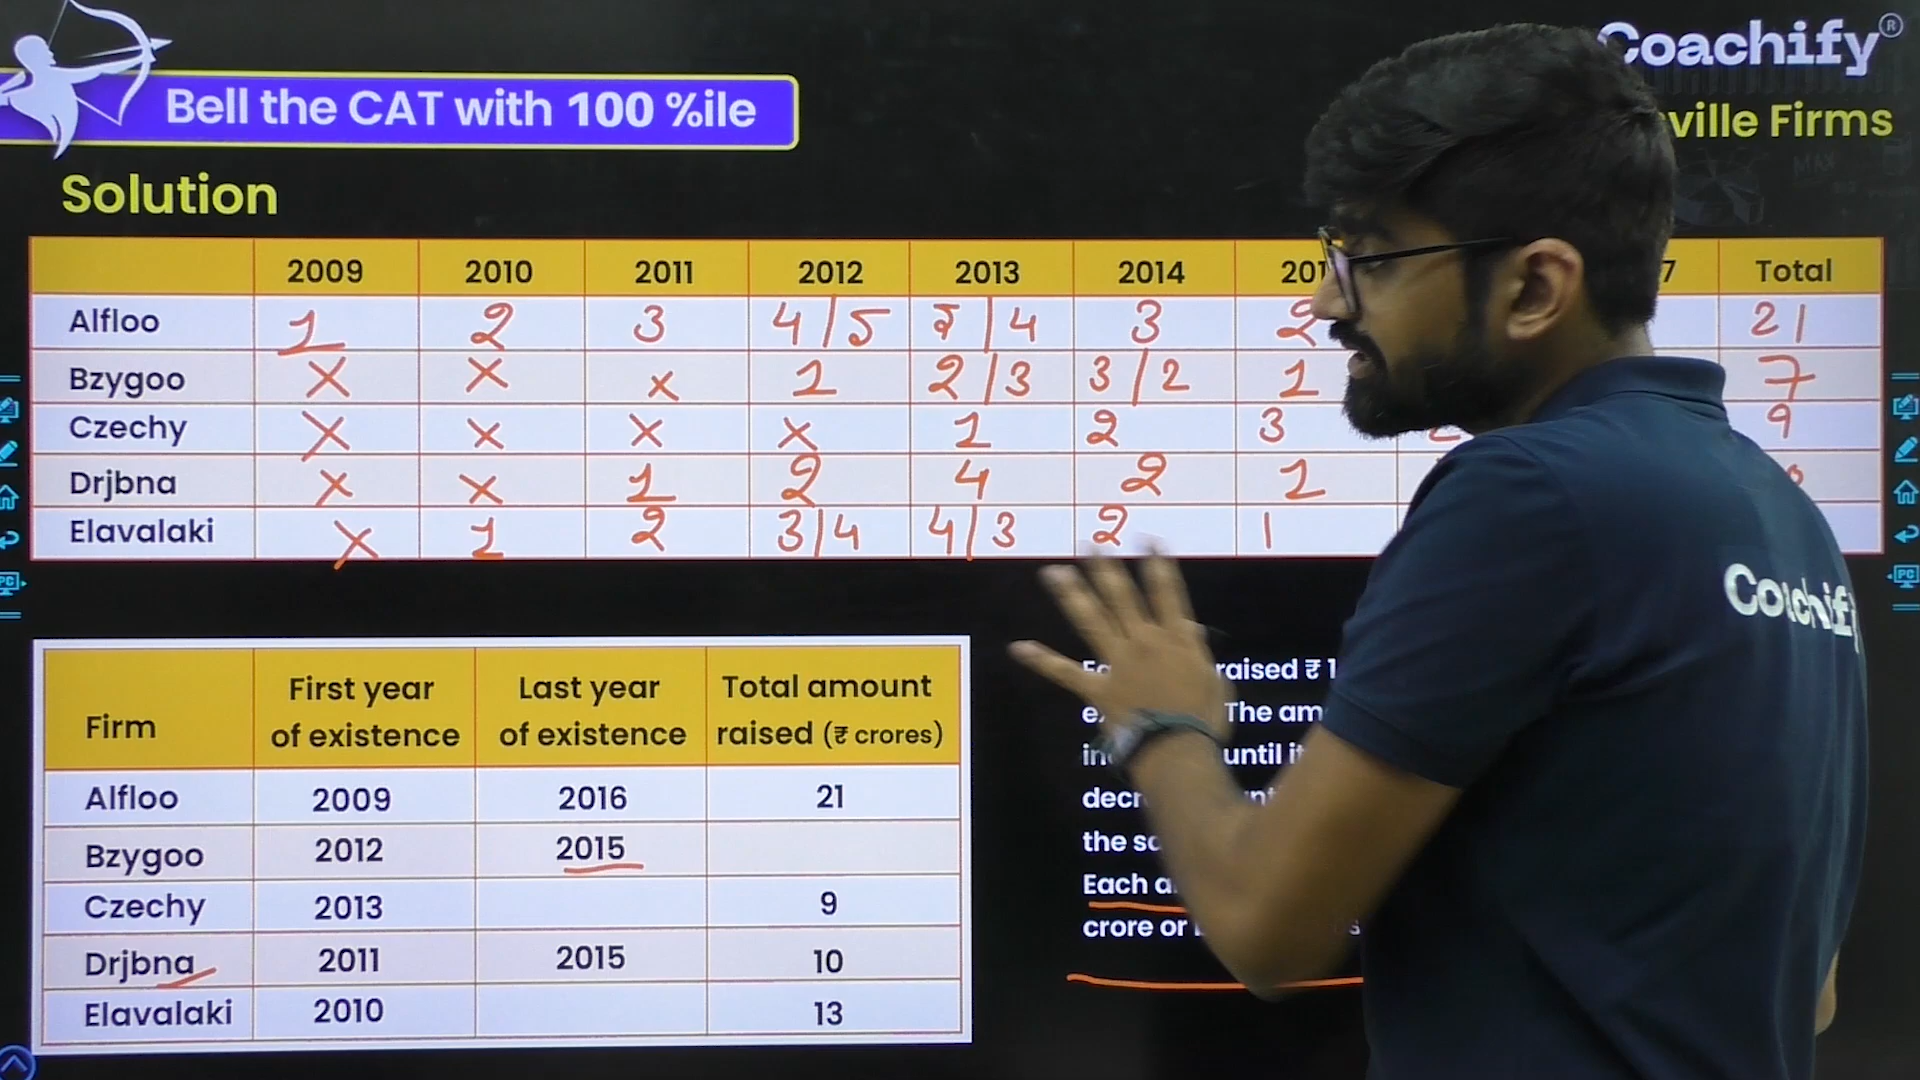 Coachify®
Bell the CAT with 100 %ile
ville Firms
Solution
2009 2010 2011 2012 2013 2014 201 7 Total
Alfloo 1 2 3 4/5 5/4 3 2 21
Bzygoo X X X 1 2/3 3/2 1 7
Czechy X X X X 1 2 3 9
Drjbna X X 1 2 4 2 1
Elavalaki X 1 2 3/4 4/3 2 1
Coachify
Firm First year of existence Last year of existence Total amount raised (₹ crores)
Alfloo 2009 2016 21
Bzygoo 2012 2015
Czechy 2013 9
Drjbna 2011 2015 10
Elavalaki 2010 13
raised ₹ 1
The am
until it
decr
the sa
Each a
crore or